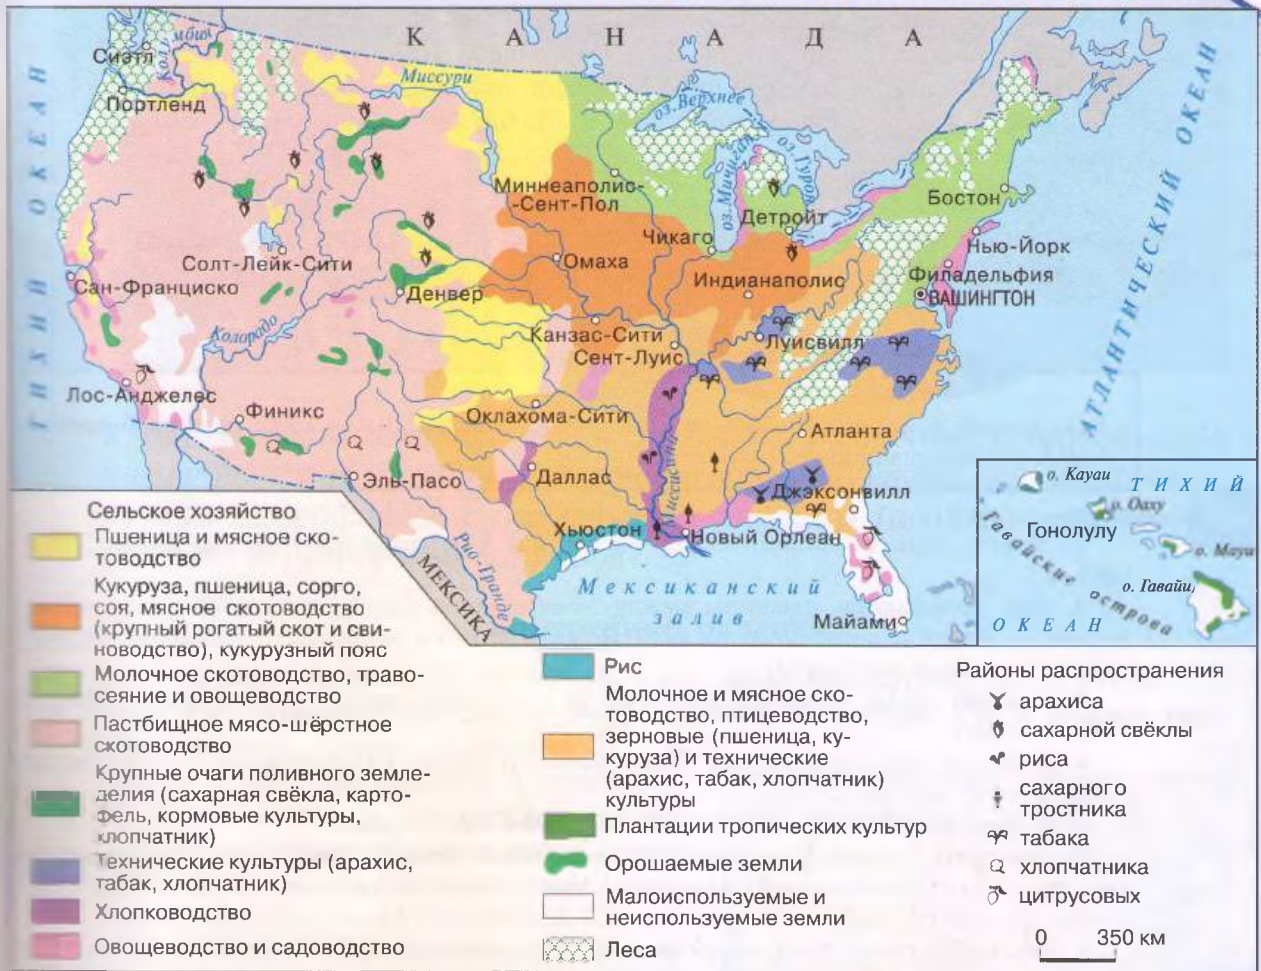 К А Н А Д А
Т И Х И Й О К Е А Н
АТЛАНТИЧЕСКИЙ ОКЕАН
Сиэтл
Портленд
Миссури
оз. Верхнее
оз. Мичиган
оз. Гурон
Миннеаполис-
-Сент-Пол
Бостон
Детройт
Чикаго
Нью-Йорк
Солт-Лейк-Сити
Омаха
Индианаполис
Филадельфия
ВАШИНГТОН
Сан-Франциско
Денвер
Колорадо
Канзас-Сити
Сент-Луис
Луисвилл
Лос-Анджелес
Финикс
Оклахома-Сити
Атланта
Миссисипи
Эль-Пасо
Даллас
Джэксонвилл
Хьюстон
Новый Орлеан
Рио-Гранде
МЕКСИКА
Мексиканский
залив
Майами
о. Кауаи
Т И Х И Й
о. Оаху
Гонолулу
о. Мауи
Гавайские острова
о. Гавайи
О К Е А Н
Сельское хозяйство
Пшеница и мясное ско-
товодство
Кукуруза, пшеница, сорго,
соя, мясное скотоводство
(крупный рогатый скот и сви-
новодство), кукурузный пояс
Молочное скотоводство, траво-
сеяние и овощеводство
Пастбищное мясо-шёрстное
скотоводство
Крупные очаги поливного земле-
делия (сахарная свёкла, карто-
фель, кормовые культуры,
хлопчатник)
Технические культуры (арахис,
табак, хлопчатник)
Хлопководство
Овощеводство и садоводство
Рис
Молочное и мясное ско-
товодство, птицеводство,
зерновые (пшеница, ку-
куруза) и технические
(арахис, табак, хлопчатник)
культуры
Плантации тропических культур
Орошаемые земли
Малоиспользуемые и
неиспользуемые земли
Леса
Районы распространения
арахиса
сахарной свёклы
риса
сахарного
тростника
табака
хлопчатника
цитрусовых
0 350 км